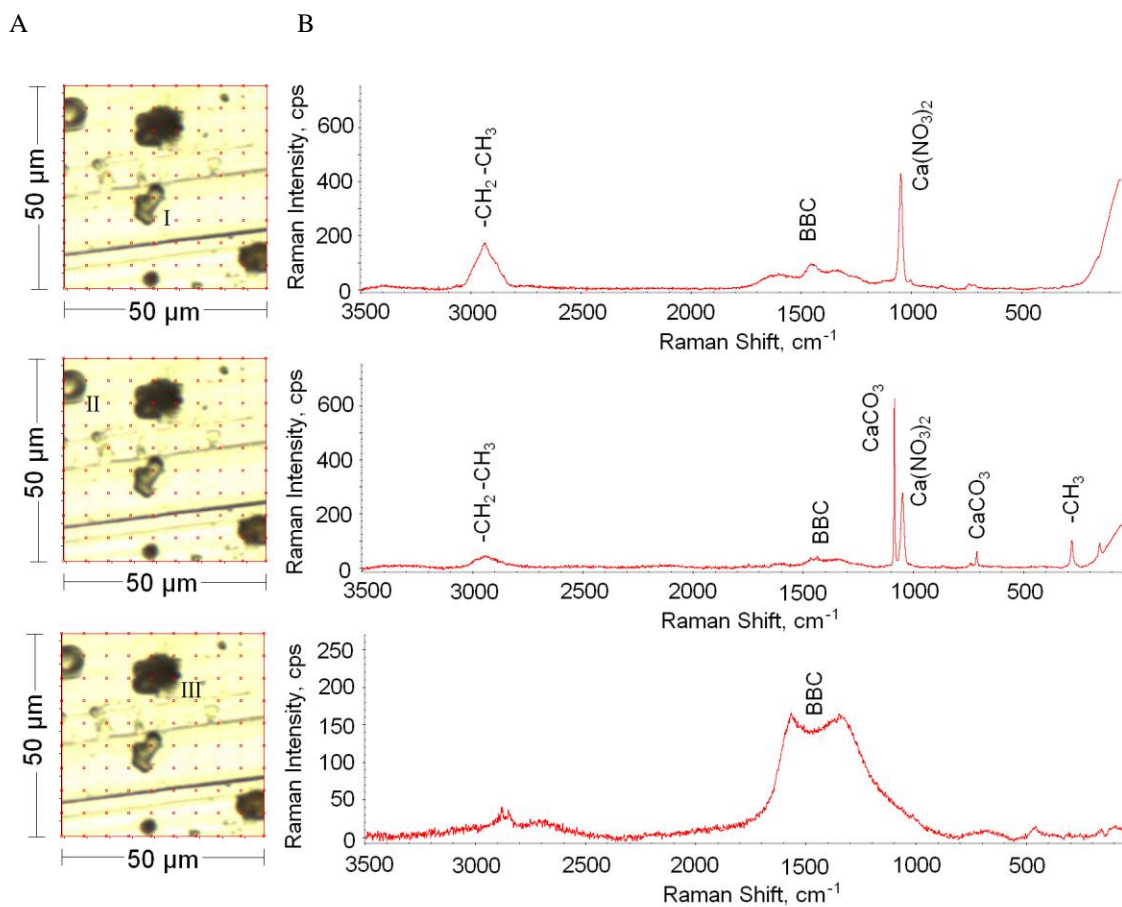 A B
50 µm
I
50 µm
Raman Intensity, cps
600
400
200
0
-CH2 -CH3
BBC
Ca(NO3)2
3500 3000 2500 2000 1500 1000 500
Raman Shift, cm-1
50 µm
II
50 µm
Raman Intensity, cps
600
400
200
0
-CH2 -CH3
BBC
CaCO3
Ca(NO3)2
CaCO3
-CH3
3500 3000 2500 2000 1500 1000 500
Raman Shift, cm-1
50 µm
III
50 µm
Raman Intensity, cps
250
200
150
100
50
0
BBC
3500 3000 2500 2000 1500 1000 500
Raman Shift, cm-1